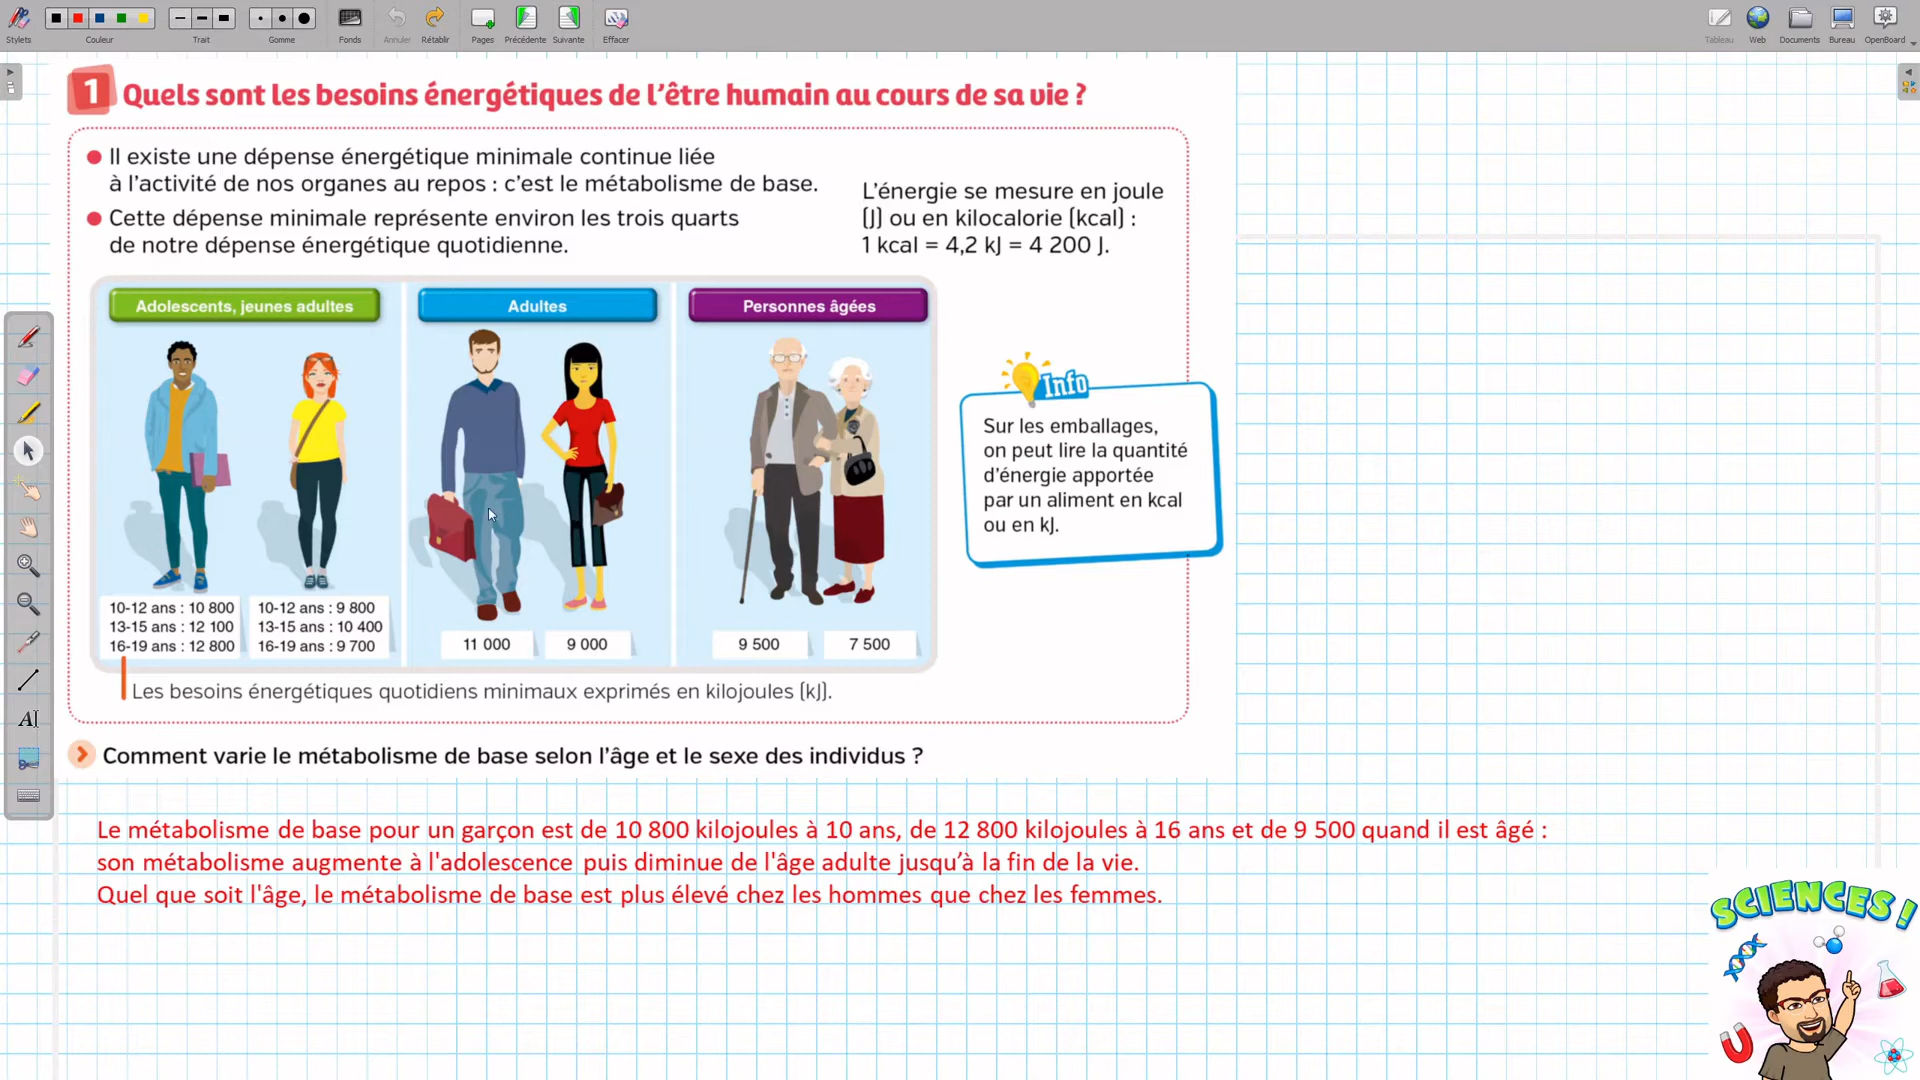 Stylets
Couleur
Trait
Gomme
Fonds
Annuler
Rétablir
Pages
Précédente
Suivante
Effacer
Tableau
Web
Documents
Bureau
OpenBoard
1 Quels sont les besoins énergétiques de l'être humain au cours de sa vie ?
Il existe une dépense énergétique minimale continue liée
à l'activité de nos organes au repos : c'est le métabolisme de base.
Cette dépense minimale représente environ les trois quarts
de notre dépense énergétique quotidienne.
L'énergie se mesure en joule
(J) ou en kilocalorie (kcal) :
1 kcal = 4,2 kJ = 4 200 J.
Adolescents, jeunes adultes
10-12 ans : 10 800
13-15 ans : 12 100
16-19 ans : 12 800
10-12 ans : 9 800
13-15 ans : 10 400
16-19 ans : 9 700
Adultes
11 000
9 000
Personnes âgées
9 500
7 500
Les besoins énergétiques quotidiens minimaux exprimés en kilojoules (kJ).
Info
Sur les emballages,
on peut lire la quantité
d'énergie apportée
par un aliment en kcal
ou en kJ.
Comment varie le métabolisme de base selon l'âge et le sexe des individus ?
Le métabolisme de base pour un garçon est de 10 800 kilojoules à 10 ans, de 12 800 kilojoules à 16 ans et de 9 500 quand il est âgé :
son métabolisme augmente à l'adolescence puis diminue de l'âge adulte jusqu'à la fin de la vie.
Quel que soit l'âge, le métabolisme de base est plus élevé chez les hommes que chez les femmes.
SCIENCES !